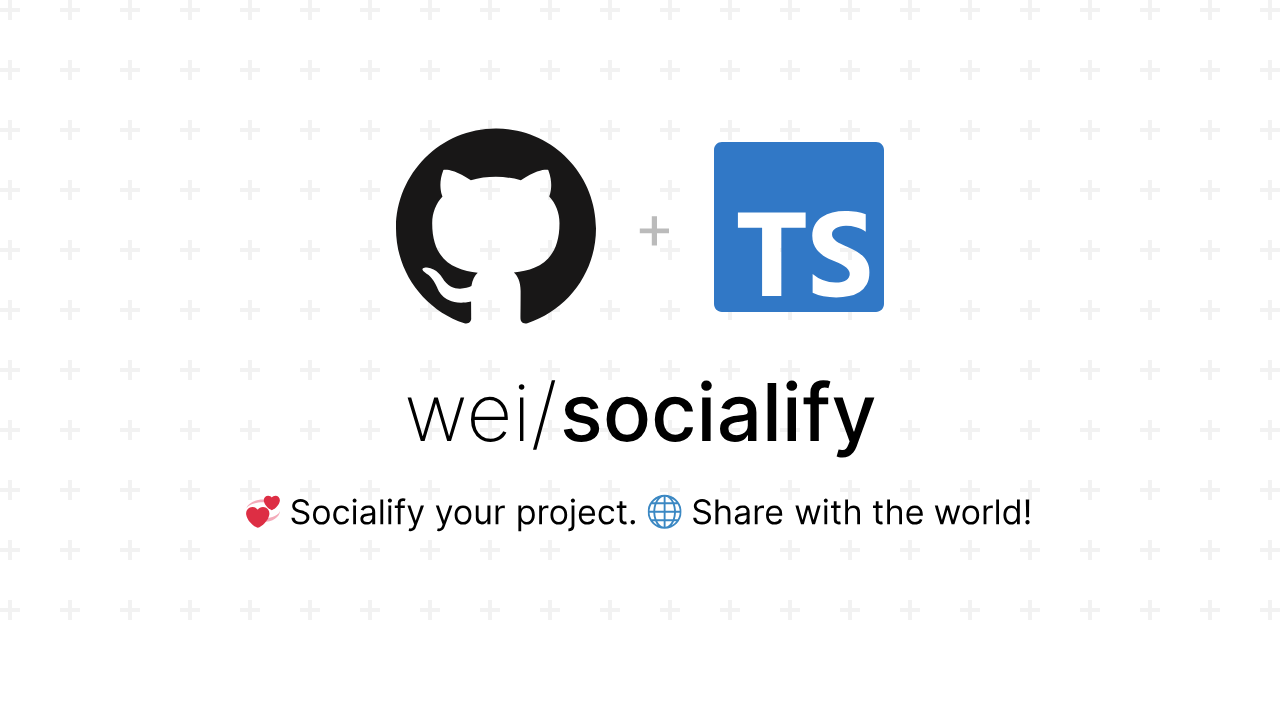 +
TS
wei/socialify
💞 Socialify your project. 🌐 Share with the world!